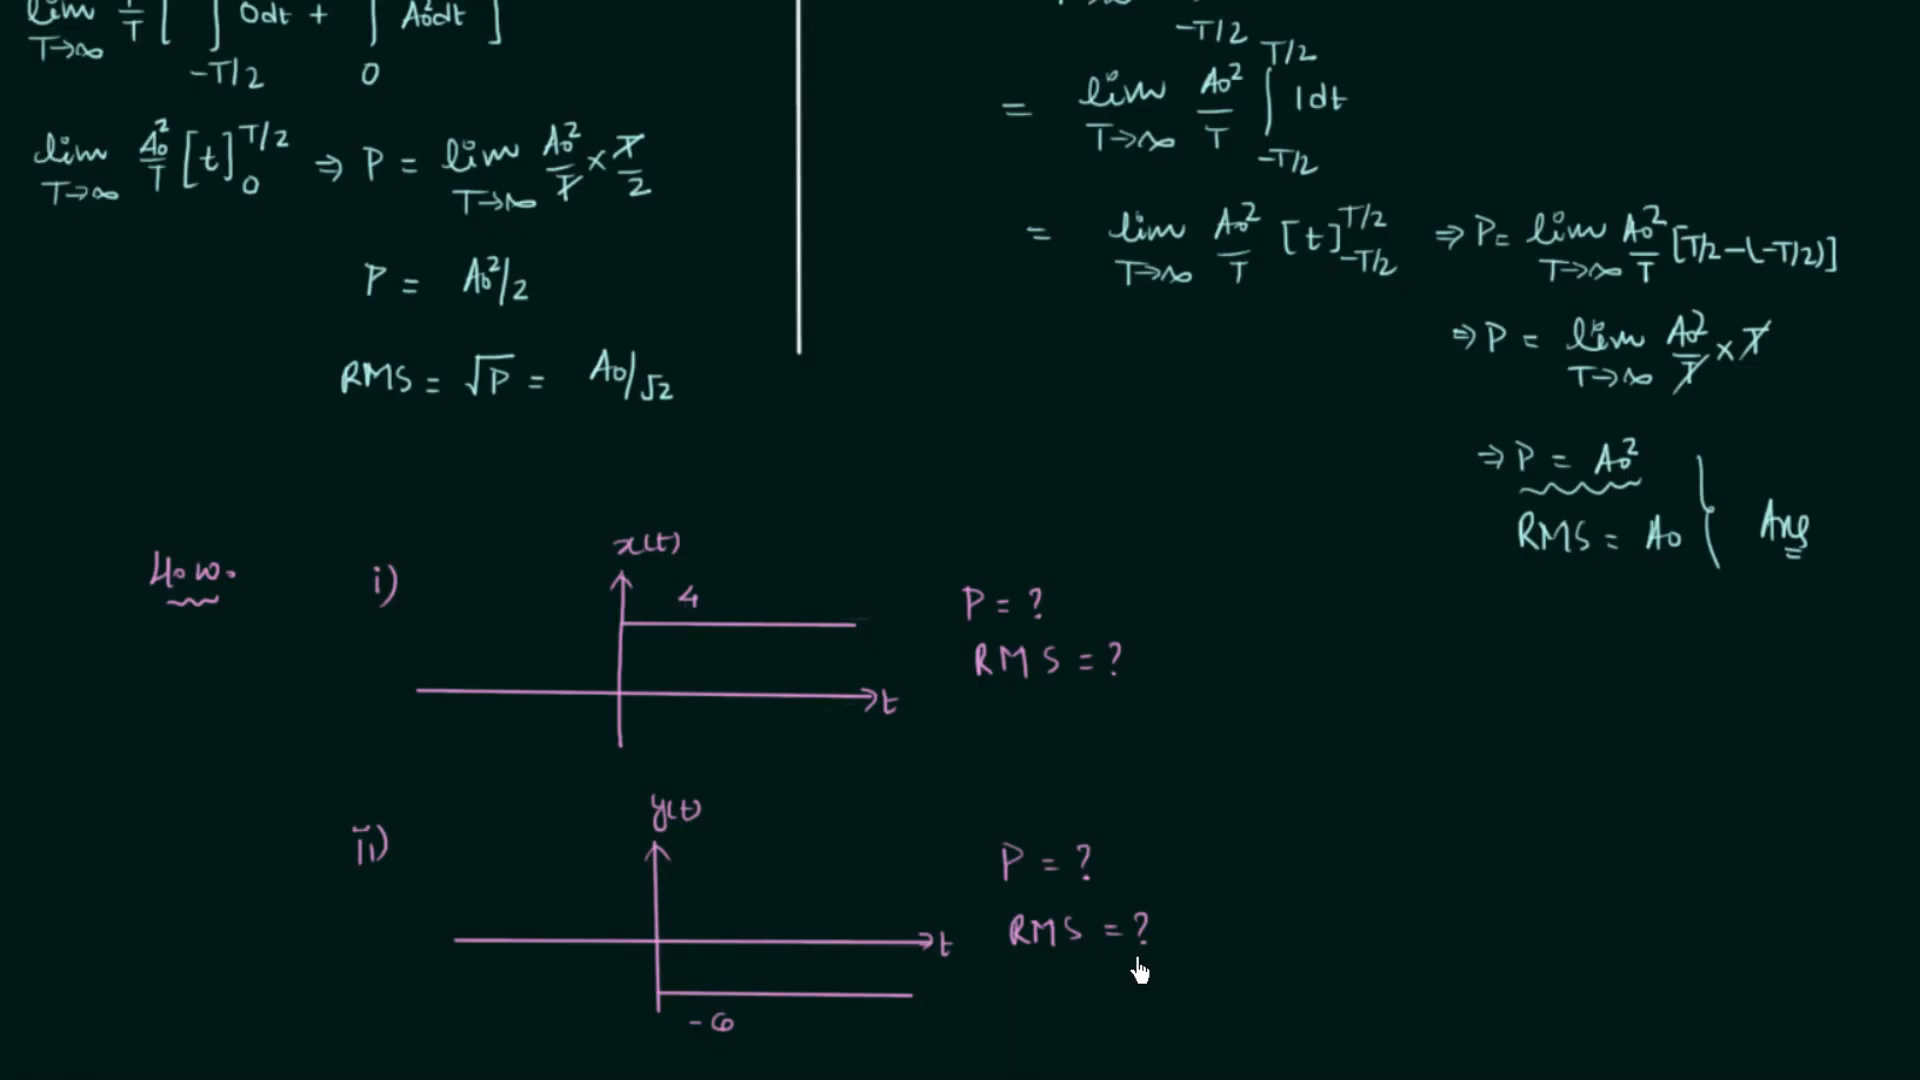 lim 1/T [ ∫ 0dt + ∫ A₀²dt ]
T→∞ -T/2 0
lim A₀²/T [t]₀^T/2 ⇒ P = lim A₀²/T × T/2
T→∞ T→∞
P = A₀²/2
RMS = √P = A₀/√2
-T/2
= lim A₀²/T ∫ 1dt
T→∞ -T/2 T/2
= lim A₀²/T [t]_-T/2^T/2 ⇒ P= lim A₀²/T [T/2-(-T/2)]
T→∞ T→∞
⇒ P = lim A₀²/T × T
T→∞
⇒ P = A₀²
RMS = A₀
Ans
H.W.
i)
x(t)
4
t
P = ?
RMS = ?
ii)
y(t)
t
-6
P = ?
RMS = ?